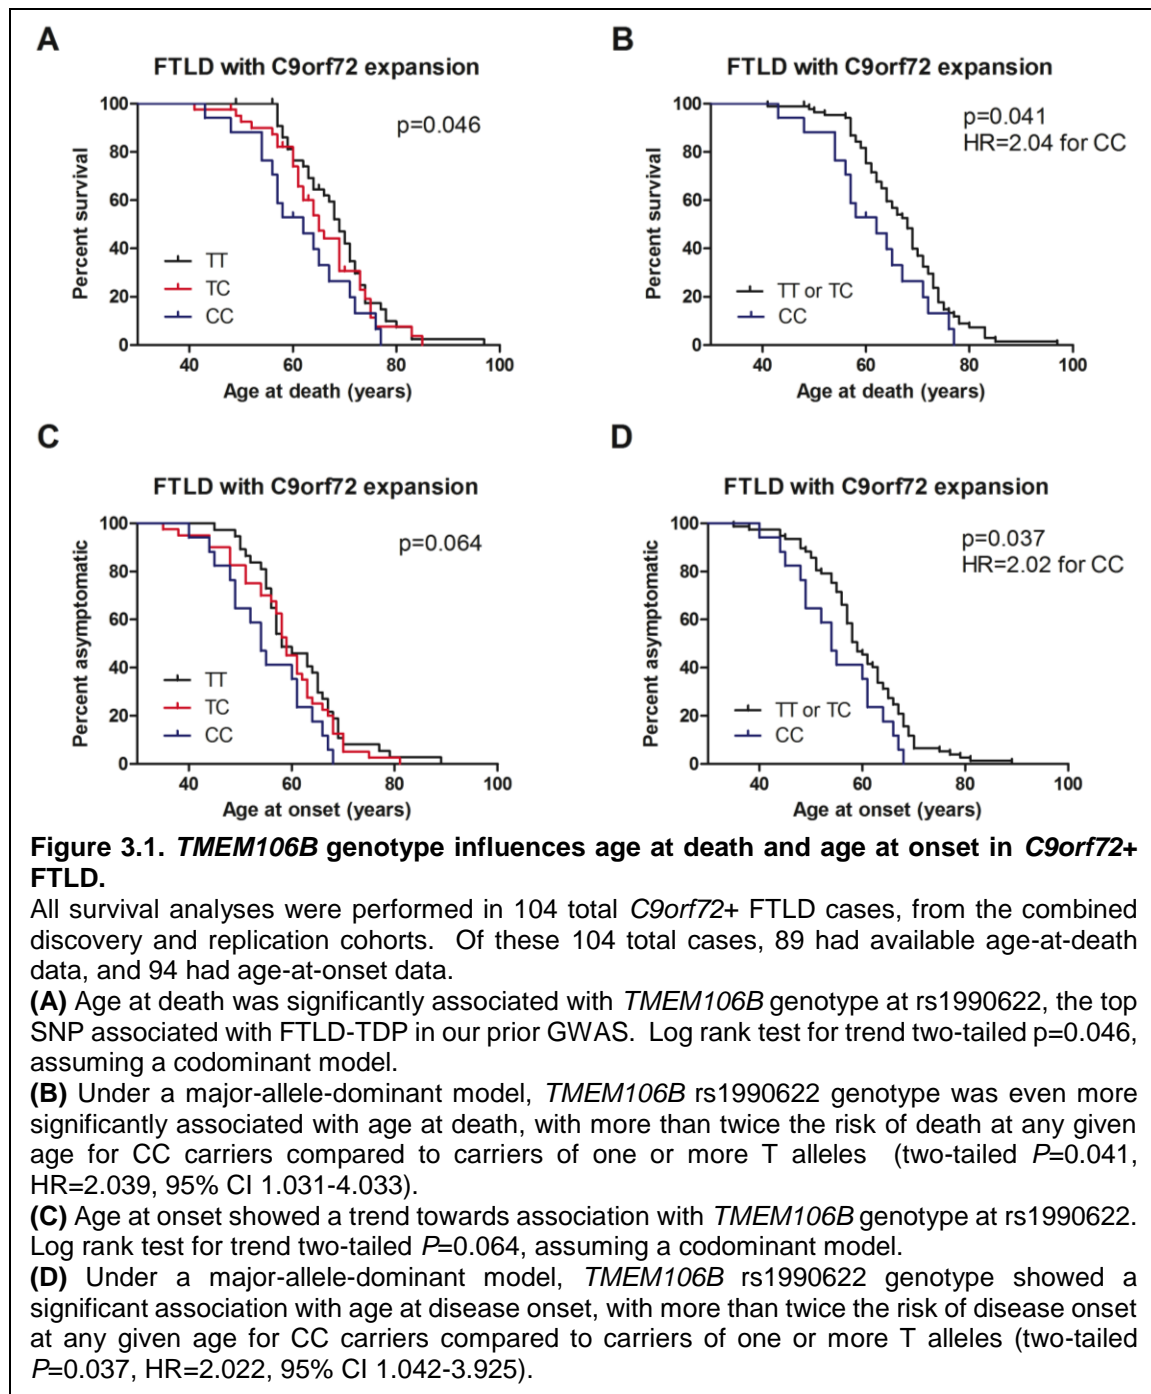 A
FTLD with C9orf72 expansion
p=0.046
Percent survival
100
80
60
40
20
0
TT
TC
CC
40 60 80 100
Age at death (years)
B
FTLD with C9orf72 expansion
p=0.041
HR=2.04 for CC
Percent survival
100
80
60
40
20
0
TT or TC
CC
40 60 80 100
Age at death (years)
C
FTLD with C9orf72 expansion
p=0.064
Percent asymptomatic
100
80
60
40
20
0
TT
TC
CC
40 60 80 100
Age at onset (years)
D
FTLD with C9orf72 expansion
p=0.037
HR=2.02 for CC
Percent asymptomatic
100
80
60
40
20
0
TT or TC
CC
40 60 80 100
Age at onset (years)
Figure 3.1. TMEM106B genotype influences age at death and age at onset in C9orf72+
FTLD.
All survival analyses were performed in 104 total C9orf72+ FTLD cases, from the combined
discovery and replication cohorts. Of these 104 total cases, 89 had available age-at-death
data, and 94 had age-at-onset data.
(A) Age at death was significantly associated with TMEM106B genotype at rs1990622, the top
SNP associated with FTLD-TDP in our prior GWAS. Log rank test for trend two-tailed p=0.046,
assuming a codominant model.
(B) Under a major-allele-dominant model, TMEM106B rs1990622 genotype was even more
significantly associated with age at death, with more than twice the risk of death at any given
age for CC carriers compared to carriers of one or more T alleles (two-tailed P=0.041,
HR=2.039, 95% CI 1.031-4.033).
(C) Age at onset showed a trend towards association with TMEM106B genotype at rs1990622.
Log rank test for trend two-tailed P=0.064, assuming a codominant model.
(D) Under a major-allele-dominant model, TMEM106B rs1990622 genotype showed a
significant association with age at disease onset, with more than twice the risk of disease onset
at any given age for CC carriers compared to carriers of one or more T alleles (two-tailed
P=0.037, HR=2.022, 95% CI 1.042-3.925).